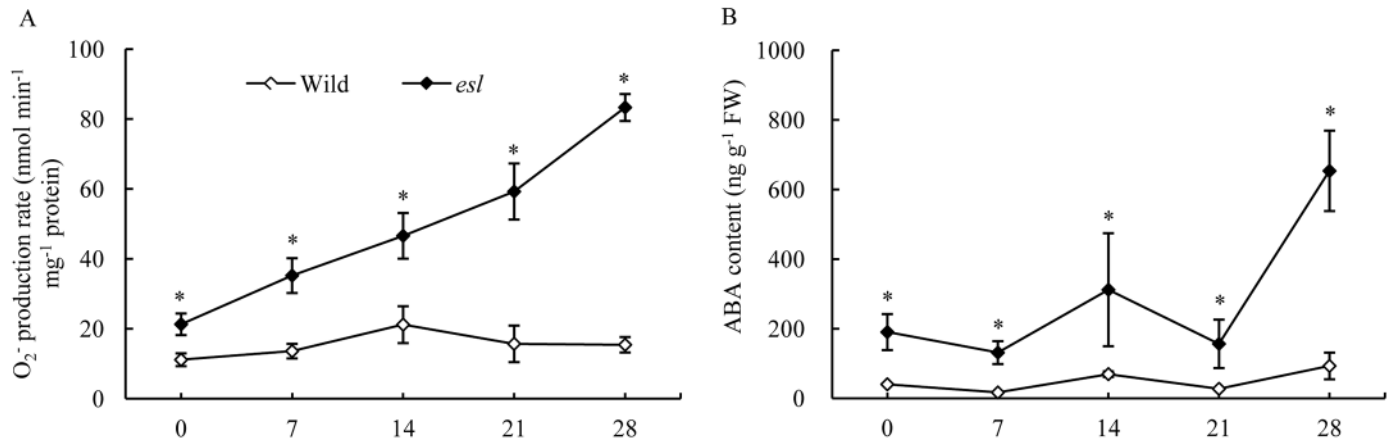 A
O₂⁻ production rate (nmol min⁻¹
mg⁻¹ protein)
100
80
60
40
20
0
Wild
esl
*
*
*
*
*
0 7 14 21 28
B
ABA content (ng g⁻¹ FW)
1000
800
600
400
200
0
*
*
*
*
*
0 7 14 21 28